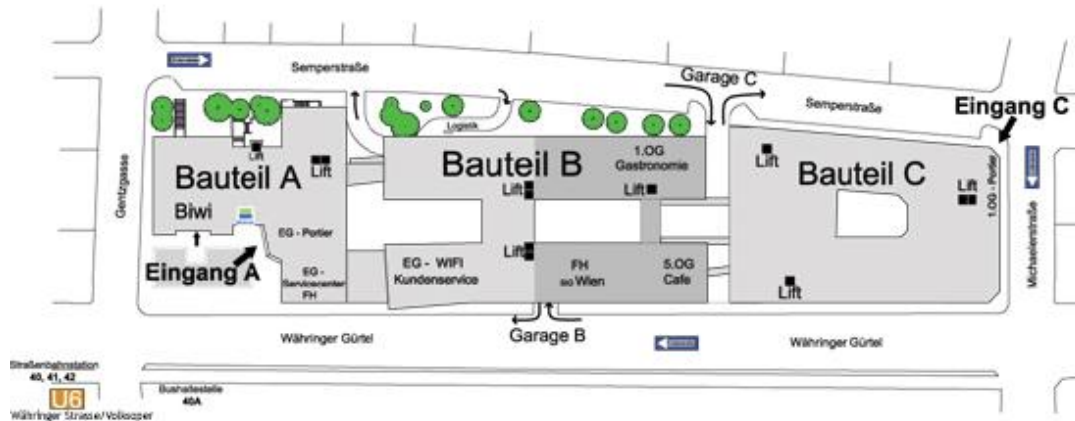 Semperstraße
Garage C
Semperstraße
Eingang C
Logistik
Lift
Lift
Bauteil A
Bauteil B
1.OG
Gastronomie
Lift
Lift
Lift
Bauteil C
Lift
1.OG - Portier
Gentzgasse
Biwi
EG - Portier
Eingang A
EG -
Servicecenter
FH
Lift
EG - WIFI
Kundenservice
FH
Wien
5.OG
Cafe
Lift
Michaelerstraße
Garage B
Währinger Gürtel
Währinger Gürtel
Straßenbahnstation
40, 41, 42
U6
Währinger Strasse/Volksoper
Bushaltestelle
40A